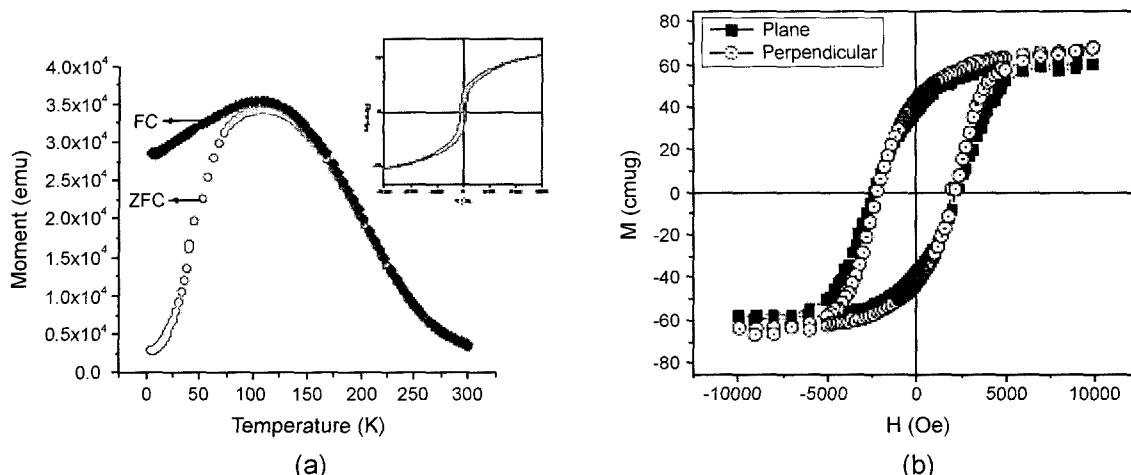 4.0x10⁴
3.5x10⁴
3.0x10⁴
2.5x10⁴
2.0x10⁴
1.5x10⁴
1.0x10⁴
0.5x10⁴
0.0
Moment (emu)
FC
ZFC
0 50 100 150 200 250 300
Temperature (K)
(a)
Plane
Perpendicular
80
60
40
20
0
-20
-40
-60
-80
M (cmug)
-10000 -5000 0 5000 10000
H (Oe)
(b)